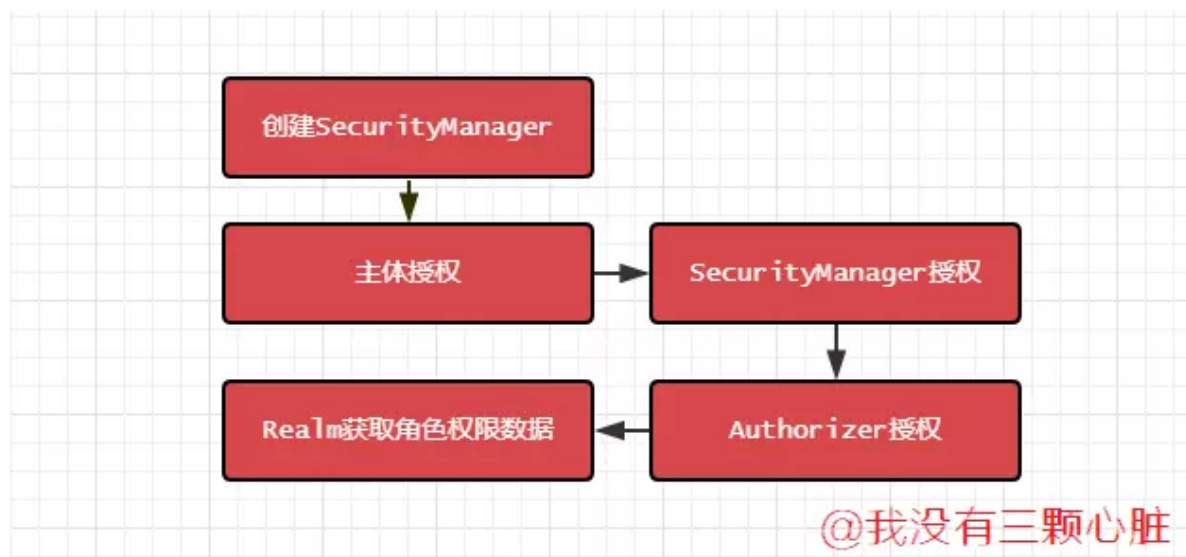 创建SecurityManager
主体授权
SecurityManager授权
Realm获取角色权限数据
Authorizer授权
@我没有三颗心脏